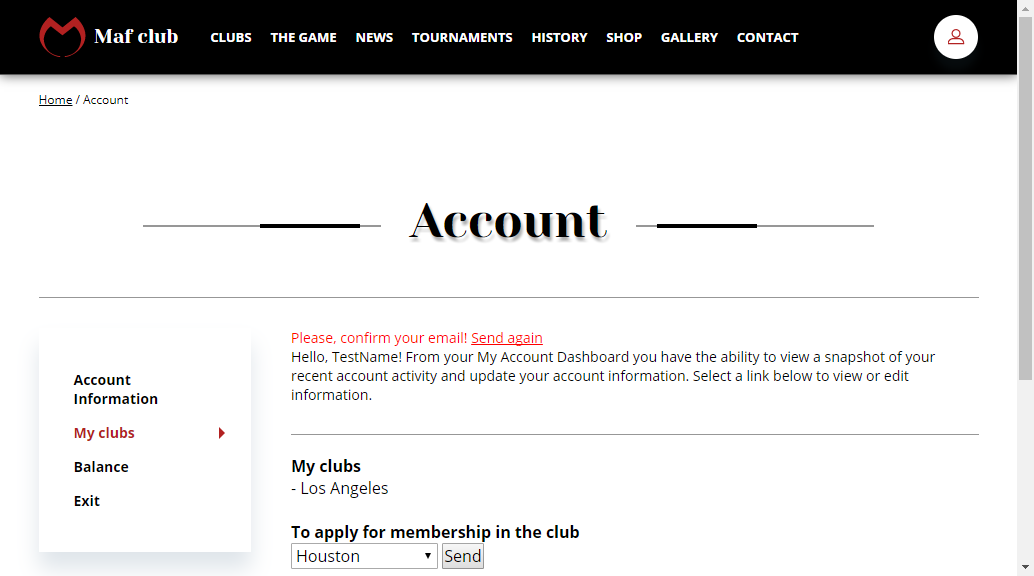 Maf club
CLUBS THE GAME NEWS TOURNAMENTS HISTORY SHOP GALLERY CONTACT
Home / Account
Account
Account
Information
My clubs
Balance
Exit
Please, confirm your email! Send again
Hello, TestName! From your My Account Dashboard you have the ability to view a snapshot of your
recent account activity and update your account information. Select a link below to view or edit
information.
My clubs
- Los Angeles
To apply for membership in the club
Houston Send